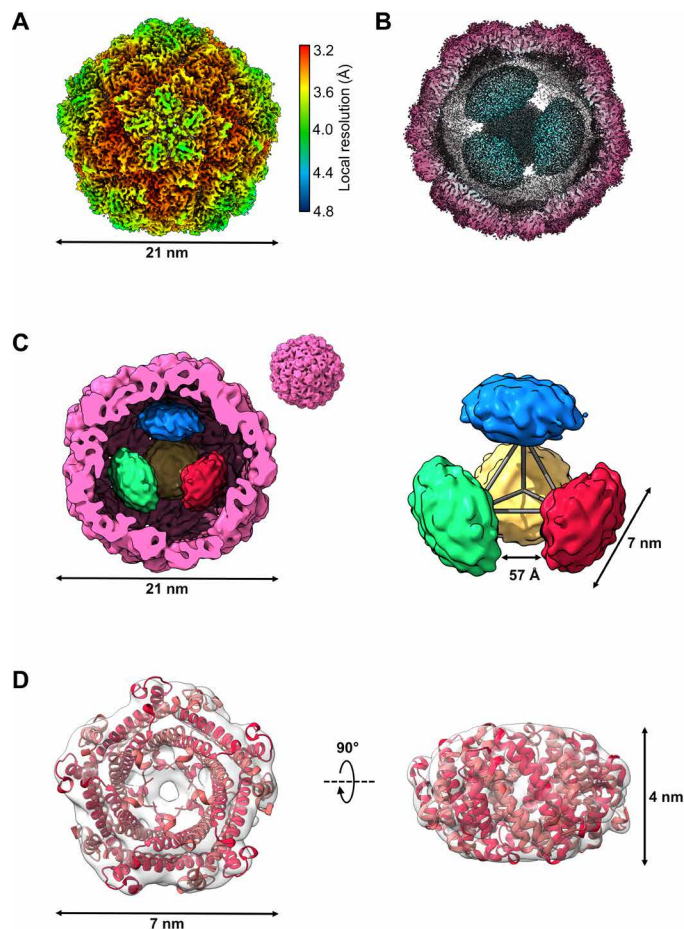 A
B
3.2
3.6
4.0
4.4
4.8
Local resolution (Å)
21 nm
C
21 nm
57 Å
7 nm
D
90°
4 nm
7 nm